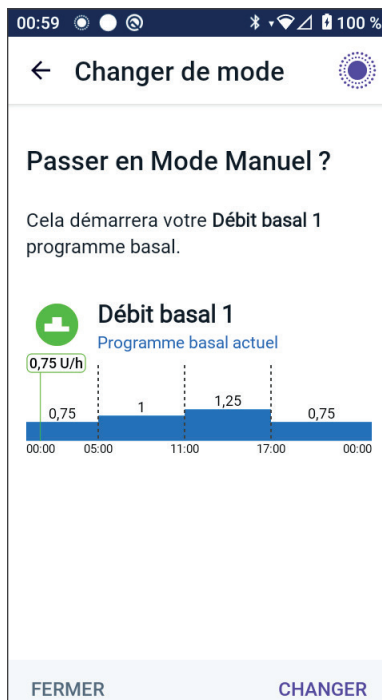 00:59 100 %
Changer de mode
Passer en Mode Manuel ?
Cela démarrera votre Débit basal 1
programme basal.
Débit basal 1
Programme basal actuel
0,75 U/h
0,75 1 1,25 0,75
00:00 05:00 11:00 17:00 00:00
FERMER CHANGER